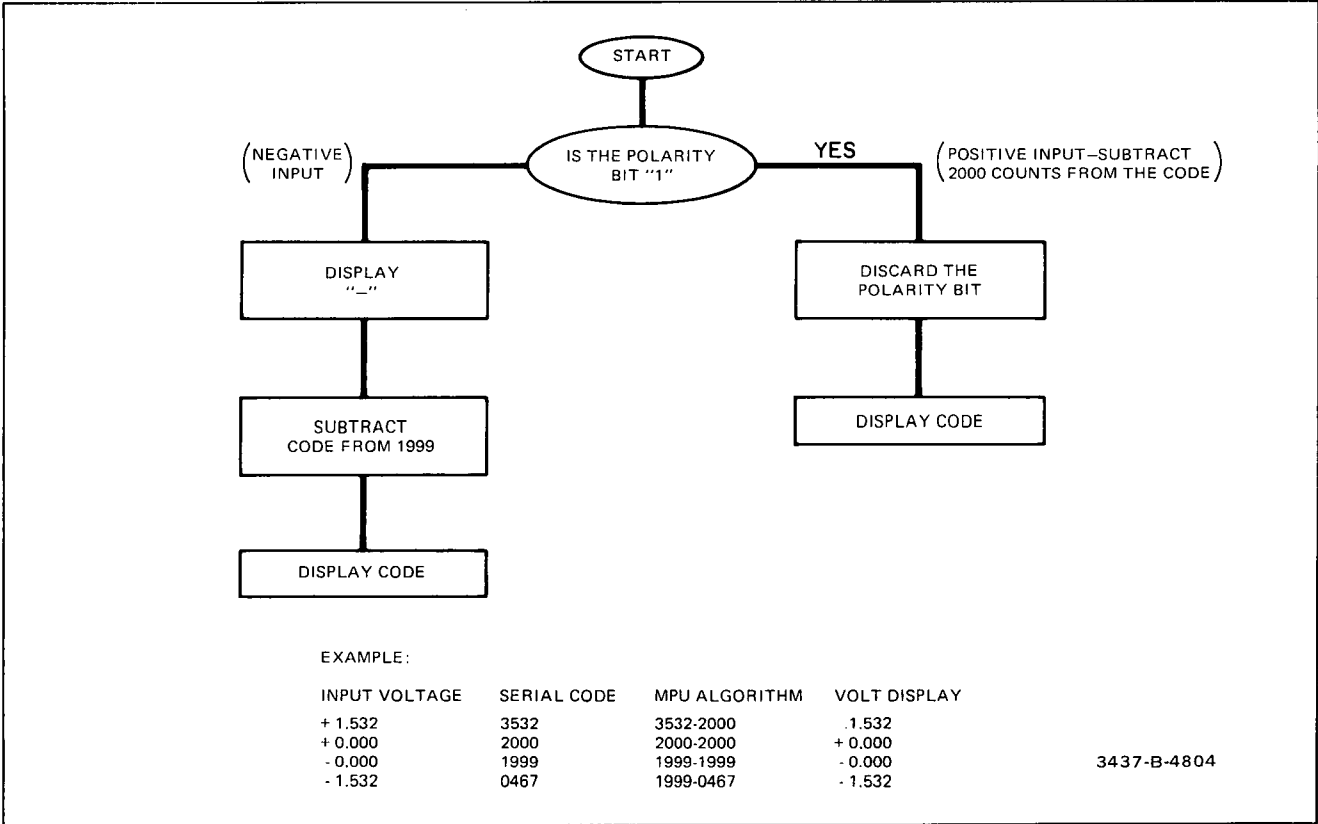 START
IS THE POLARITY
BIT "1"
YES
(NEGATIVE
INPUT)
(POSITIVE INPUT–SUBTRACT
2000 COUNTS FROM THE CODE)
DISPLAY
"–"
DISCARD THE
POLARITY BIT
SUBTRACT
CODE FROM 1999
DISPLAY CODE
DISPLAY CODE
EXAMPLE:
INPUT VOLTAGE SERIAL CODE MPU ALGORITHM VOLT DISPLAY
+ 1.532 3532 3532-2000 .1.532
+ 0.000 2000 2000-2000 + 0.000
- 0.000 1999 1999-1999 - 0.000
- 1.532 0467 1999-0467 - 1.532
3437-B-4804